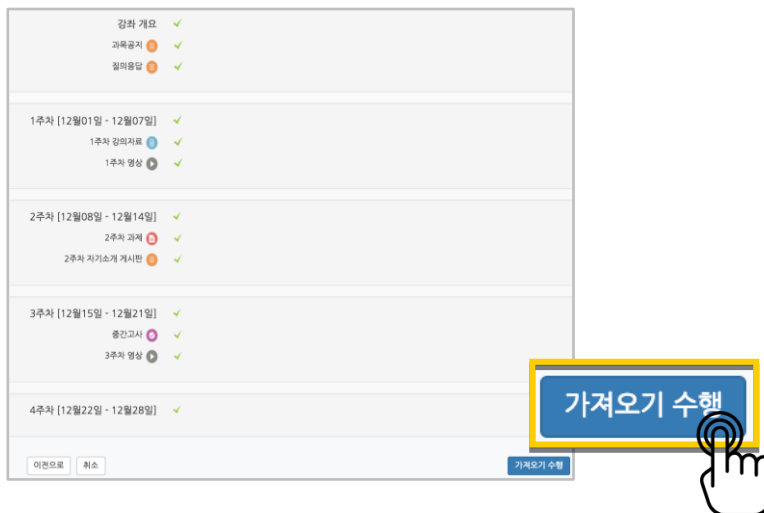 강좌 개요
과목공지
질의응답
1주차 [12월01일 - 12월07일]
1주차 강의자료
1주차 영상
2주차 [12월08일 - 12월14일]
2주차 과제
2주차 자기소개 게시판
3주차 [12월15일 - 12월21일]
중간고사
3주차 영상
4주차 [12월22일 - 12월28일]
이전으로 취소 가져오기 수행
가져오기 수행